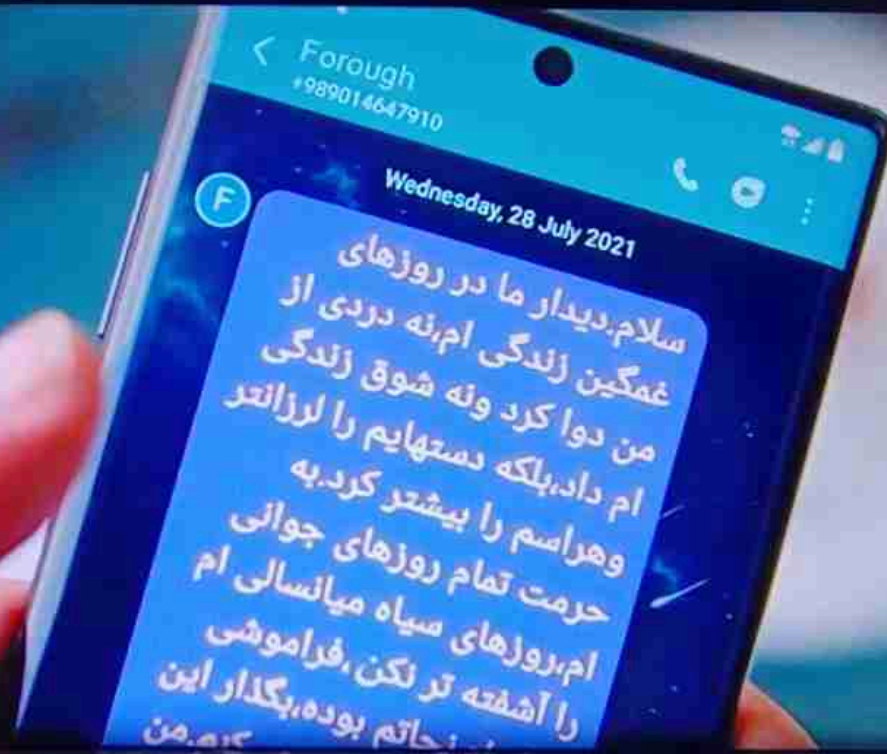 Forough
+989014647910
Wednesday, 28 July 2021
F
سلام.دیدار ما در روزهای
غمگین زندگی ام،نه دردی از
من دوا کرد ونه شوق زندگی
ام داد،بلکه دستهایم را لرزانتر
وهراسم را بیشتر کرد.به
حرمت تمام روزهای جوانی
ام،روزهای سیاه میانسالی ام
را آشفته تر نکن،فراموشی
نجاتم بوده،بگذار این
من